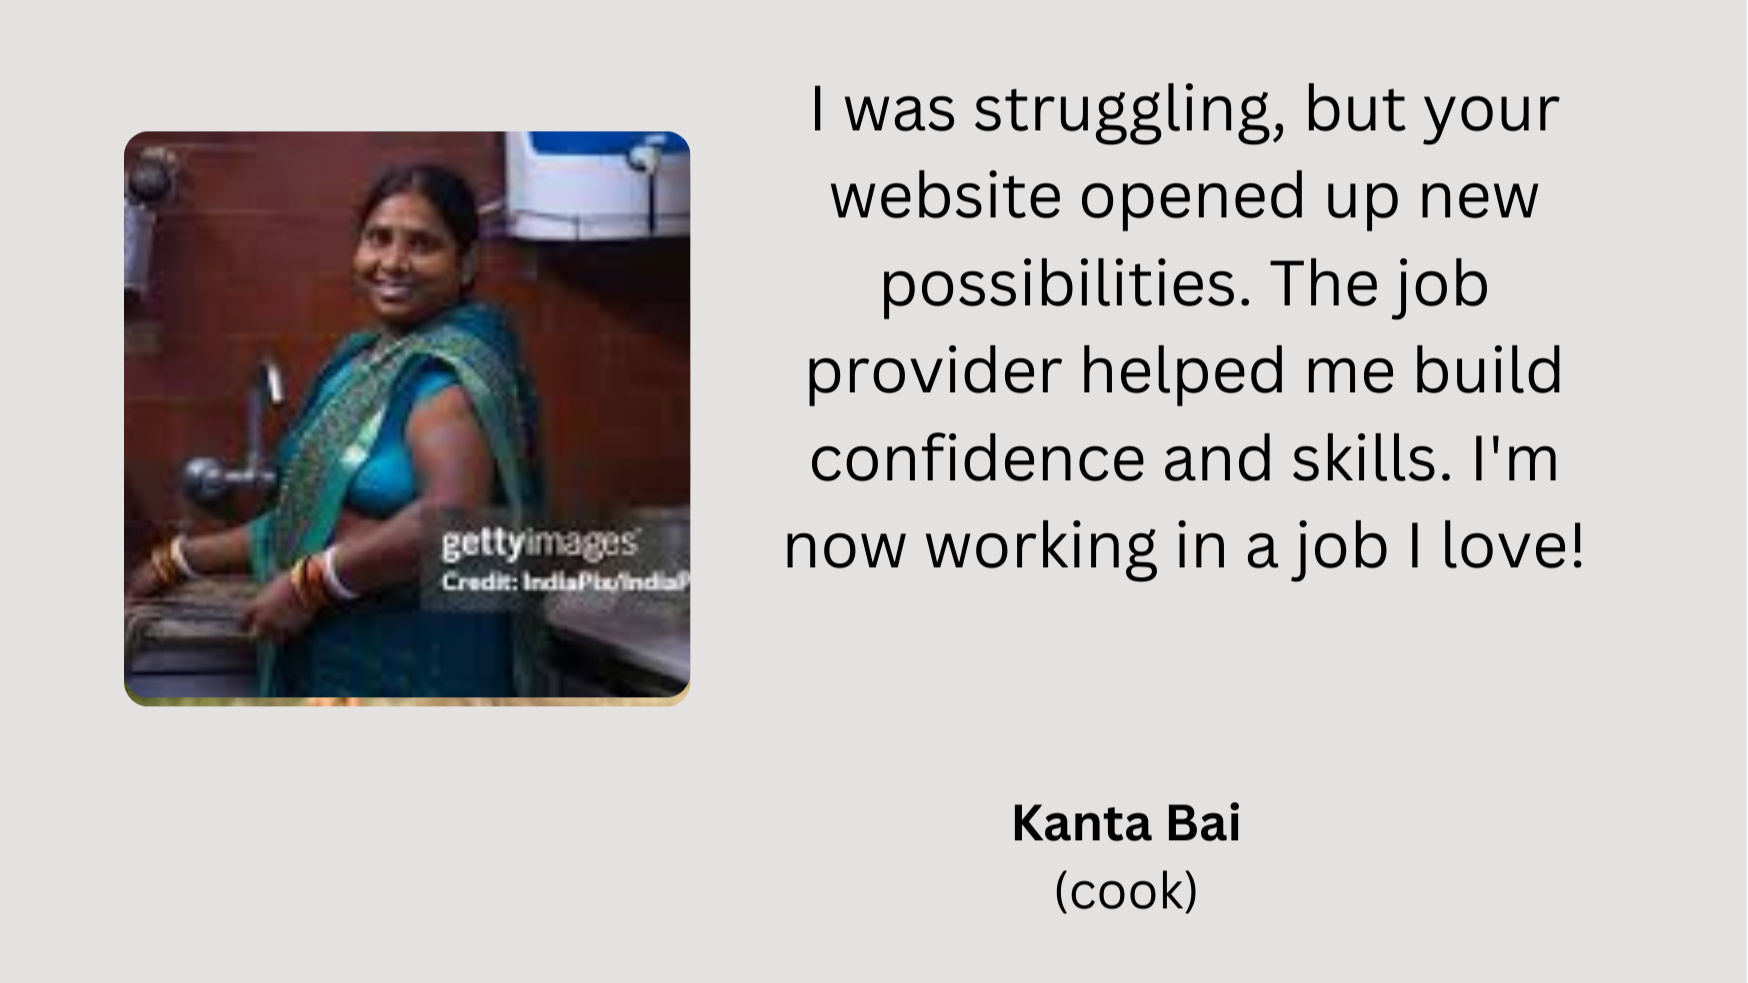 I was struggling, but your
website opened up new
possibilities. The job
provider helped me build
confidence and skills. I'm
now working in a job I love!
gettyimages®
Credit: IndiaPix/IndiaP
Kanta Bai
(cook)